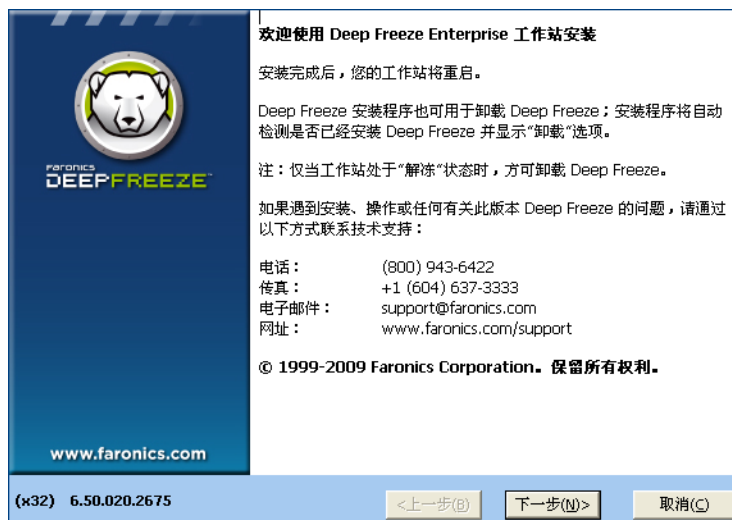 欢迎使用 Deep Freeze Enterprise 工作站安装
安装完成后，您的工作站将重启。
Deep Freeze 安装程序也可用于卸载 Deep Freeze；安装程序将自动
检测是否已经安装 Deep Freeze 并显示“卸载”选项。
注：仅当工作站处于“解冻”状态时，方可卸载 Deep Freeze。
如果遇到安装、操作或任何有关此版本 Deep Freeze 的问题，请通过
以下方式联系技术支持：
电话： (800) 943-6422
传真： +1 (604) 637-3333
电子邮件： support@faronics.com
网址： www.faronics.com/support
© 1999-2009 Faronics Corporation。保留所有权利。
Faronics
DEEPFREEZE
www.faronics.com
(x32) 6.50.020.2675
<上一步(B)
下一步(N)>
取消(C)